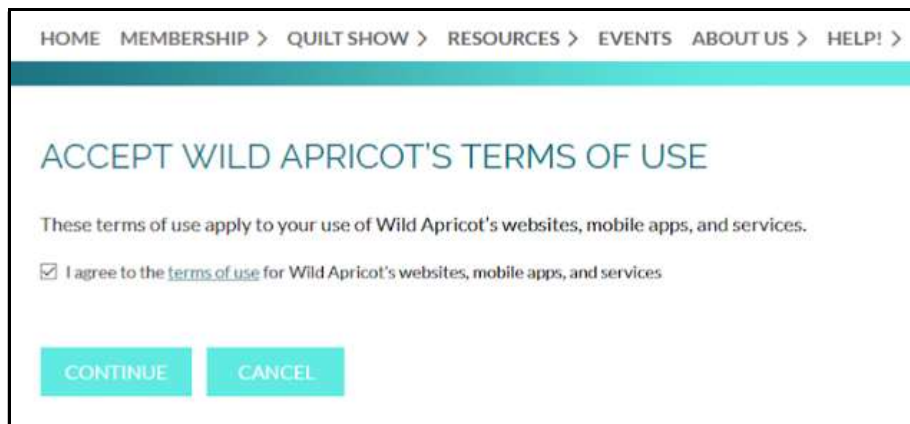 HOME MEMBERSHIP > QUILT SHOW > RESOURCES > EVENTS ABOUT US > HELP! >
ACCEPT WILD APRICOT'S TERMS OF USE
These terms of use apply to your use of Wild Apricot's websites, mobile apps, and services.
I agree to the terms of use for Wild Apricot's websites, mobile apps, and services
CONTINUE CANCEL